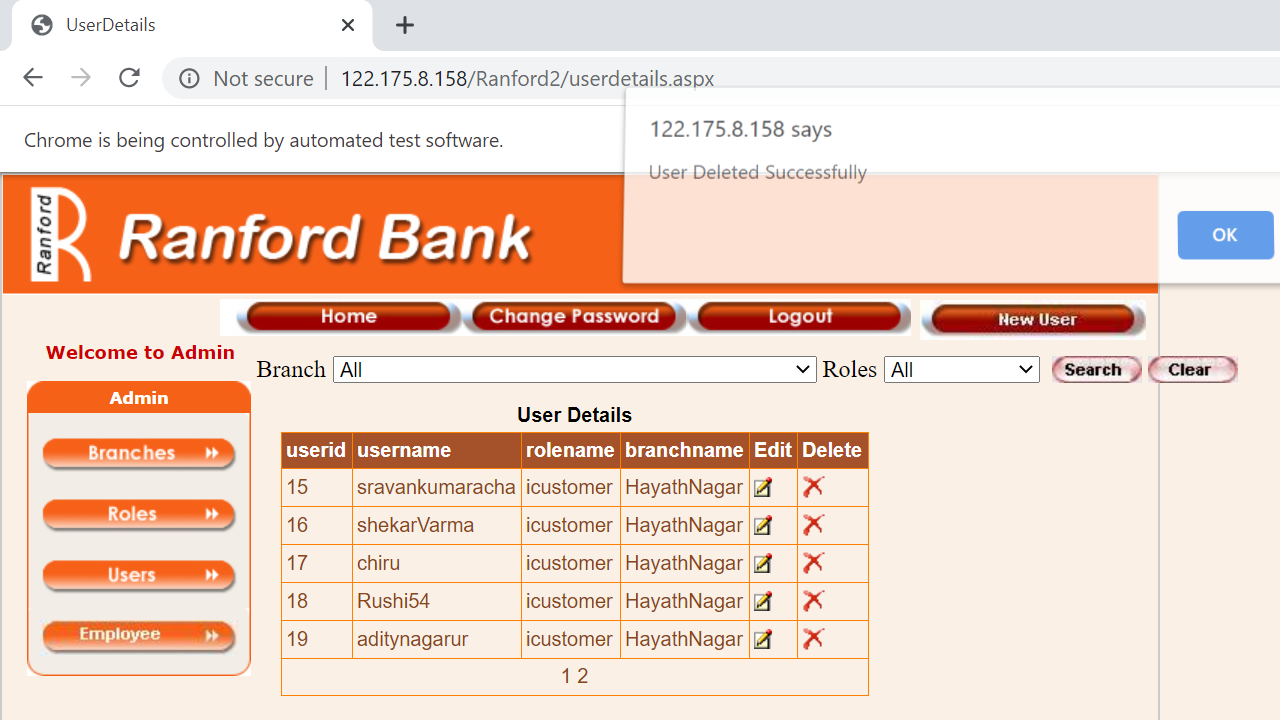 UserDetails
Not secure 122.175.8.158/Ranford2/userdetails.aspx
Chrome is being controlled by automated test software.
122.175.8.158 says
User Deleted Successfully
OK
Ranford
Ranford Bank
Home Change Password Logout New User
Welcome to Admin
Branch All Roles All Search Clear
Admin
Branches
Roles
Users
Employee
User Details
userid username rolename branchname Edit Delete
15 sravankumaracha icustomer HayathNagar
16 shekarVarma icustomer HayathNagar
17 chiru icustomer HayathNagar
18 Rushi54 icustomer HayathNagar
19 aditynagarur icustomer HayathNagar
1 2